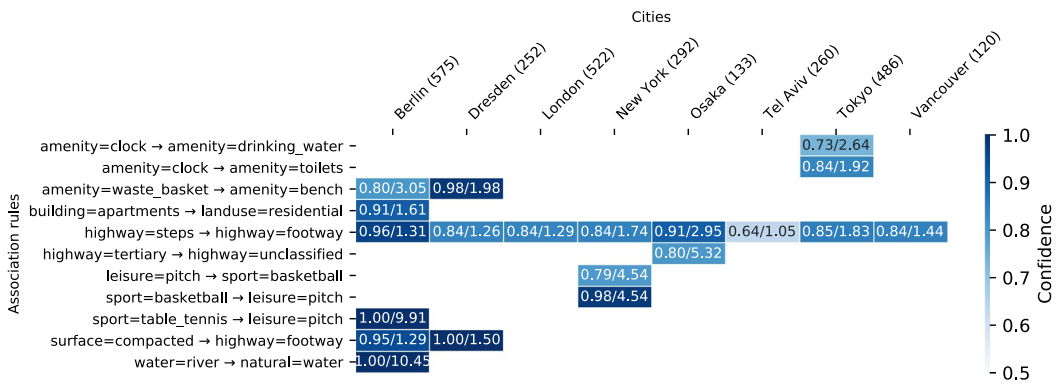 Cities
Berlin (575) Dresden (252) London (522) New York (292) Osaka (133) Tel Aviv (260) Tokyo (486) Vancouver (120)
Association rules
amenity=clock → amenity=drinking_water 0.73/2.64
amenity=clock → amenity=toilets 0.84/1.92
amenity=waste_basket → amenity=bench 0.80/3.05 0.98/1.98
building=apartments → landuse=residential 0.91/1.61
highway=steps → highway=footway 0.96/1.31 0.84/1.26 0.84/1.29 0.84/1.74 0.91/2.95 0.64/1.05 0.85/1.83 0.84/1.44
highway=tertiary → highway=unclassified 0.80/5.32
leisure=pitch → sport=basketball 0.79/4.54
sport=basketball → leisure=pitch 0.98/4.54
sport=table_tennis → leisure=pitch 1.00/9.91
surface=compacted → highway=footway 0.95/1.29 1.00/1.50
water=river → natural=water 1.00/10.45
1.0
0.9
0.8
0.7
0.6
0.5
Confidence